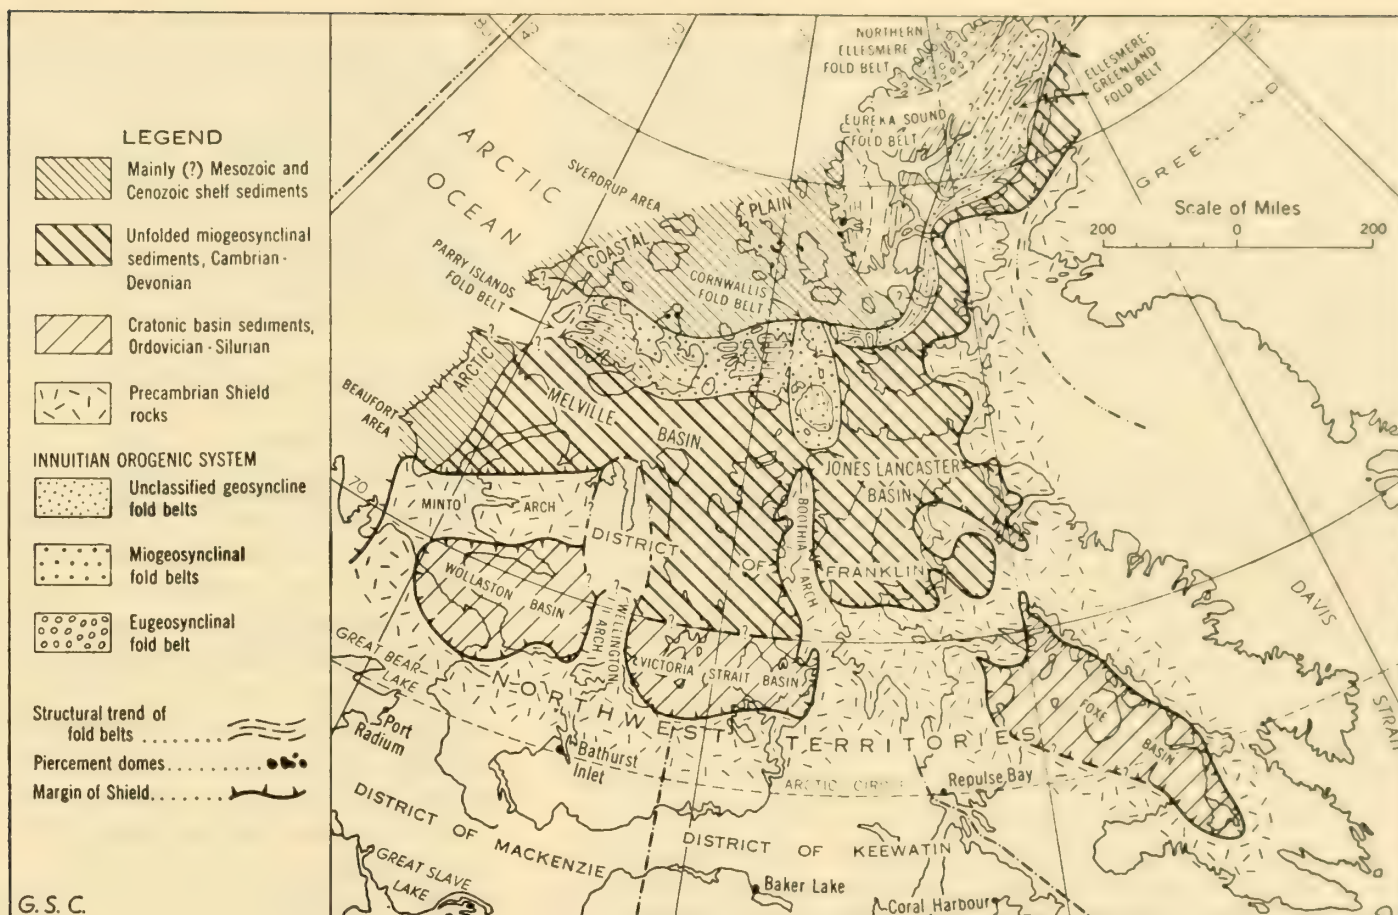 LEGEND
Mainly (?) Mesozoic and
Cenozoic shelf sediments
Unfolded miogeosynclinal
sediments, Cambrian-
Devonian
Cratonic basin sediments,
Ordovician - Silurian
Precambrian Shield
rocks
INNUITIAN OROGENIC SYSTEM
Unclassified geosyncline
fold belts
Miogeosynclinal
fold belts
Eugeosynclinal
fold belt
Structural trend of
fold belts
Piercement domes
Margin of Shield
G. S. C.
NORTHERN
ELLESMERE
FOLD BELT
ELLESMERE-
GREENLAND
FOLD BELT
EUREKA SOUND
FOLD BELT
GREENLAND
ARCTIC
OCEAN
SVERDRUP AREA
Scale of Miles
200 0 200
COASTAL PLAIN
PARRY ISLANDS
FOLD BELT
CORNWALLIS
FOLD BELT
ARCTIC
BEAUFORT
AREA
MELVILLE
BASIN
JONES LANCASTER
BASIN
70
MINTO ARCH
BOOTHIA ARCH
DISTRICT OF FRANKLIN
WOLLASTON BASIN
WELLINGTON
ARCH
VICTORIA STRAIT BASIN
DAVIS
STRAIT
FOXE
BASIN
GREAT BEAR
LAKE
NORTHWEST TERRITORIES
Port
Radium
Bathurst
Inlet
ARCTIC
Repulse Bay
DISTRICT OF MACKENZIE
DISTRICT OF KEEWATIN
GREAT SLAVE
LAKE
Baker Lake
Coral Harbour